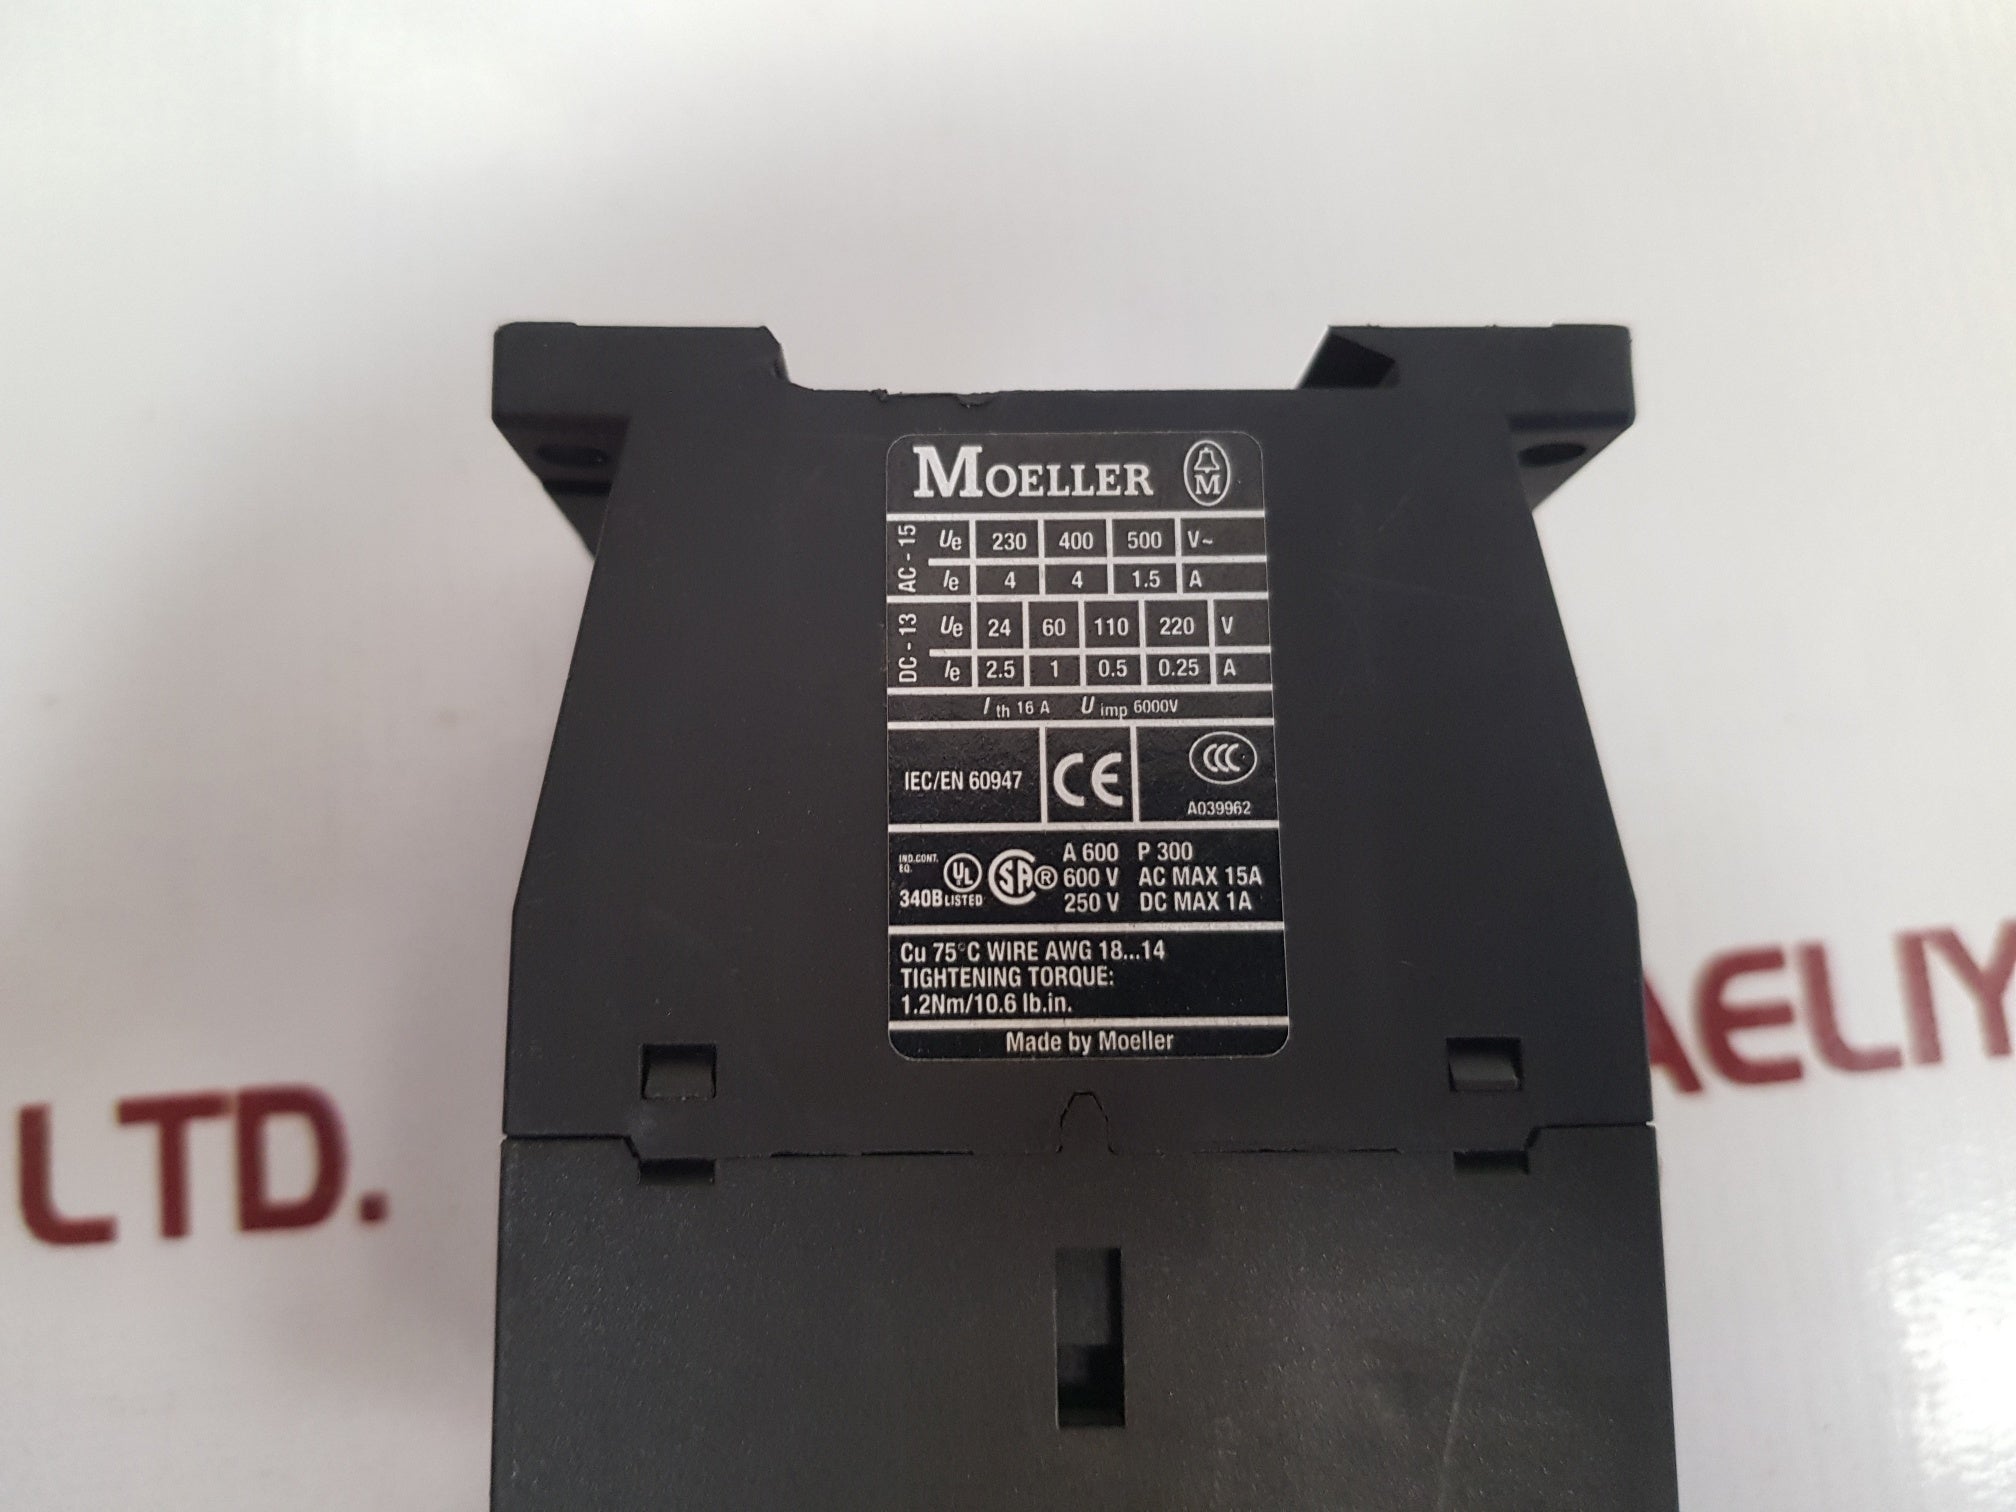 MOELLER M
AC-15 Ue 230 400 500 V~
Ie 4 4 1.5 A
DC-13 Ue 24 60 110 220 V
Ie 2.5 1 0.5 0.25 A
I th 16 A U imp 6000V
IEC/EN 60947 CE CCC
A039962
IND.CONT.
EQ.
340B UL LISTED SA®
A 600 P 300
600 V AC MAX 15A
250 V DC MAX 1A
Cu 75°C WIRE AWG 18...14
TIGHTENING TORQUE:
1.2Nm/10.6 lb.in.
Made by Moeller
LTD. AELIY